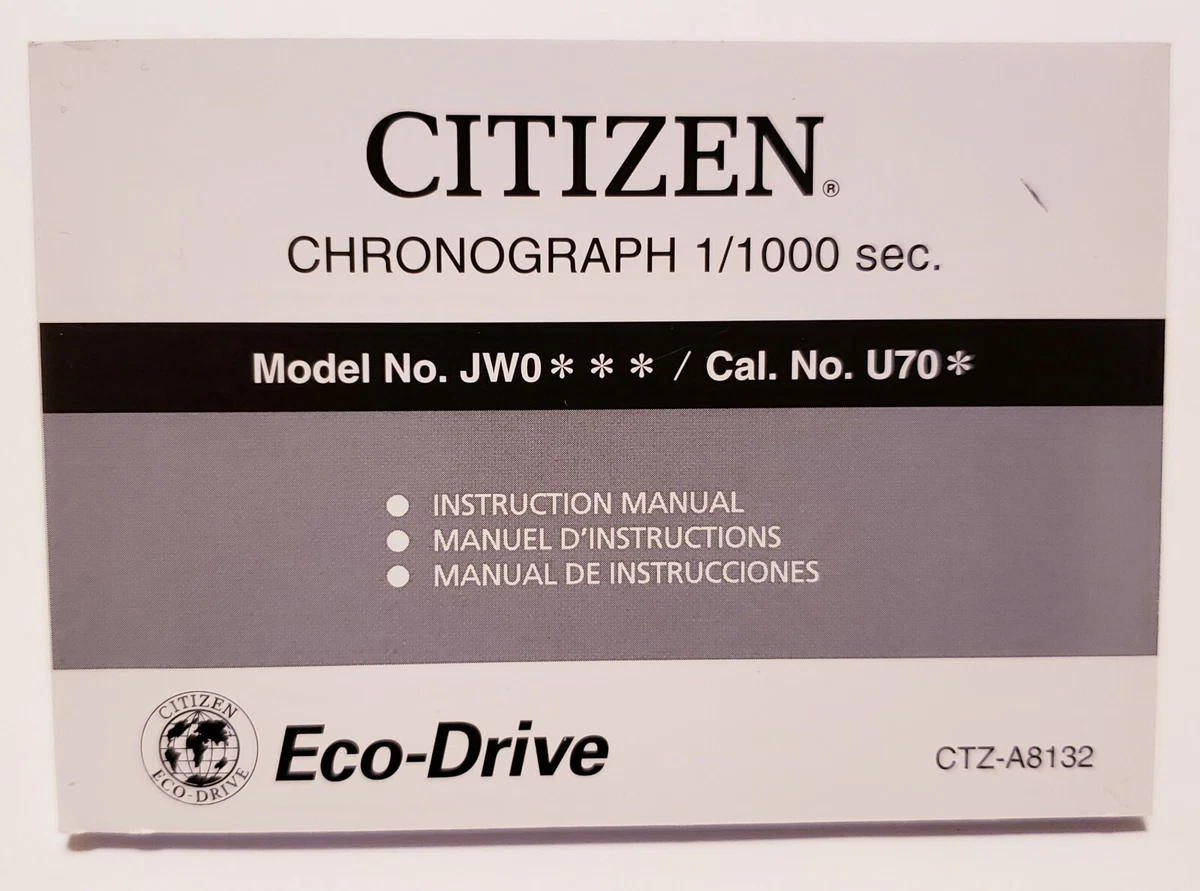 CITIZEN®
CHRONOGRAPH 1/1000 sec.
Model No. JW0＊＊＊ / Cal. No. U70＊
● INSTRUCTION MANUAL
● MANUEL D'INSTRUCTIONS
● MANUAL DE INSTRUCCIONES
CITIZEN
ECO-DRIVE
Eco-Drive
CTZ-A8132